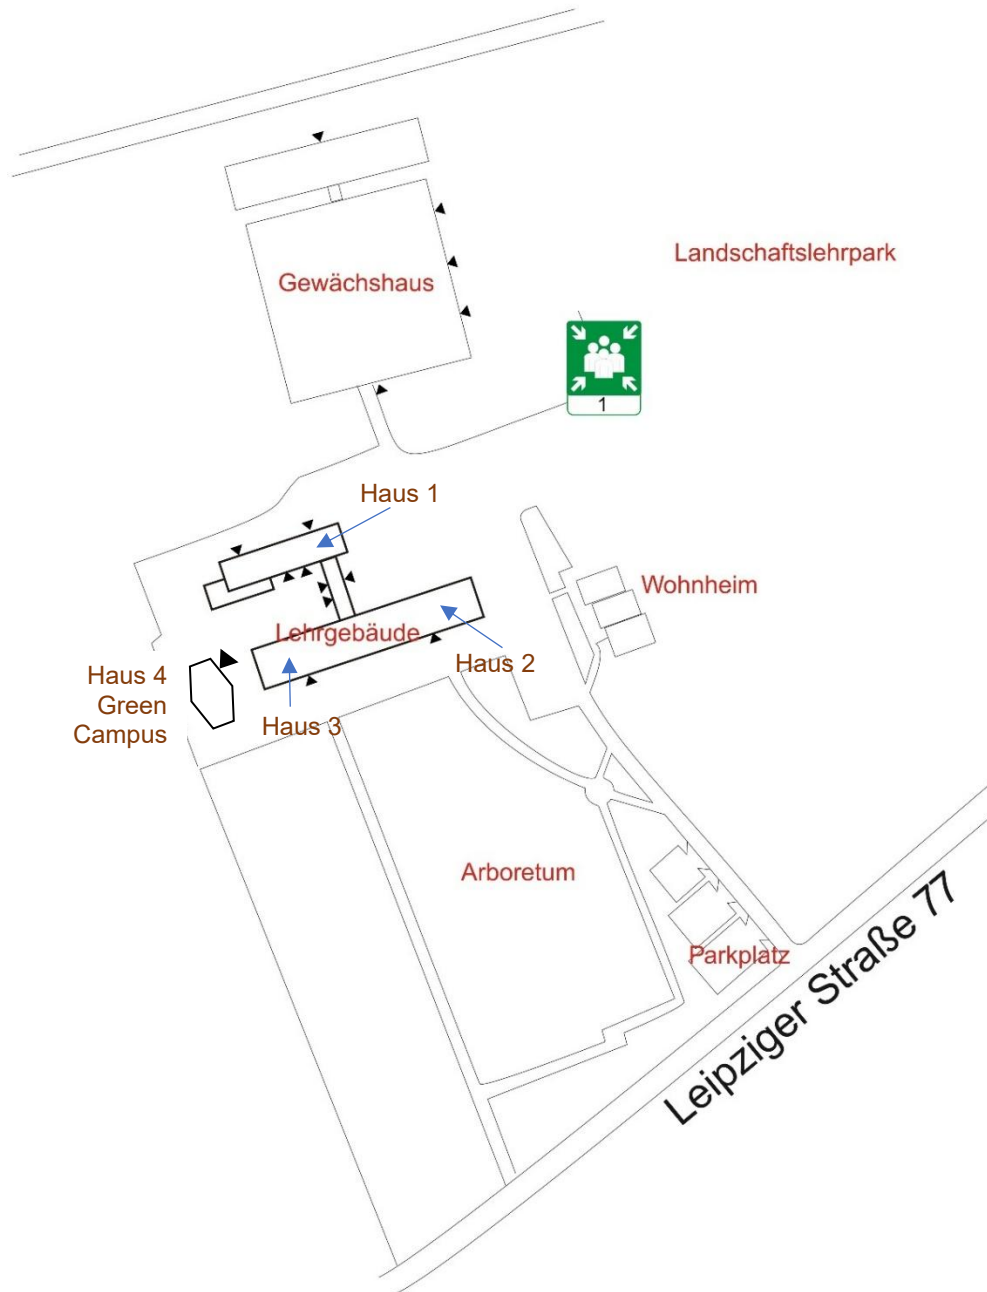 Landschaftslehrpark
Gewächshaus
1
Haus 1
Wohnheim
Lehrgebäude
Haus 2
Haus 4
Green
Campus
Haus 3
Arboretum
Parkplatz
Leipziger Straße 77